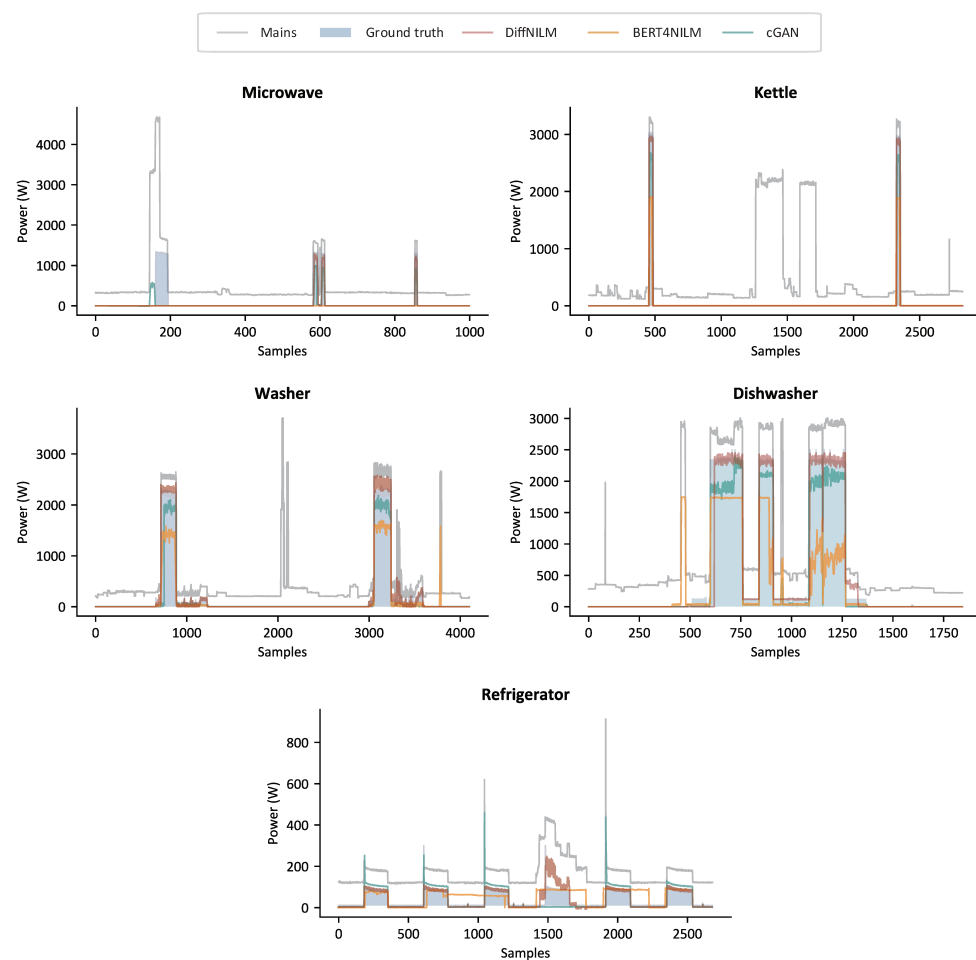 Mains Ground truth DiffNILM BERT4NILM cGAN
Microwave
Power (W)
4000
3000
2000
1000
0
0 200 400 600 800 1000
Samples
Kettle
Power (W)
3000
2000
1000
0
0 500 1000 1500 2000 2500
Samples
Washer
Power (W)
3000
2000
1000
0
0 1000 2000 3000 4000
Samples
Dishwasher
Power (W)
3000
2500
2000
1500
1000
500
0
0 250 500 750 1000 1250 1500 1750
Samples
Refrigerator
Power (W)
800
600
400
200
0
0 500 1000 1500 2000 2500
Samples